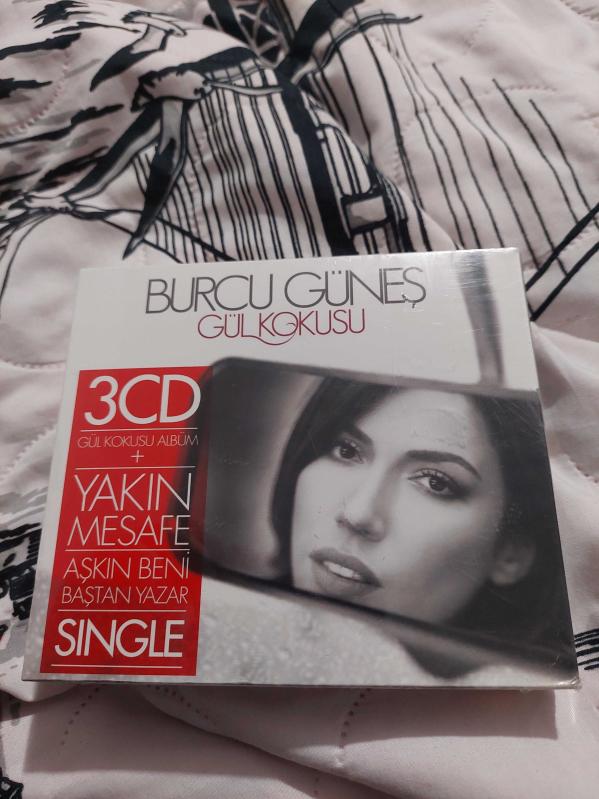 BURCU GÜNEŞ
GÜL KOKUSU
3CD
GÜL KOKUSU ALBÜM
+
YAKIN
MESAFE
AŞKIN BENİ
BAŞTAN YAZAR
SINGLE